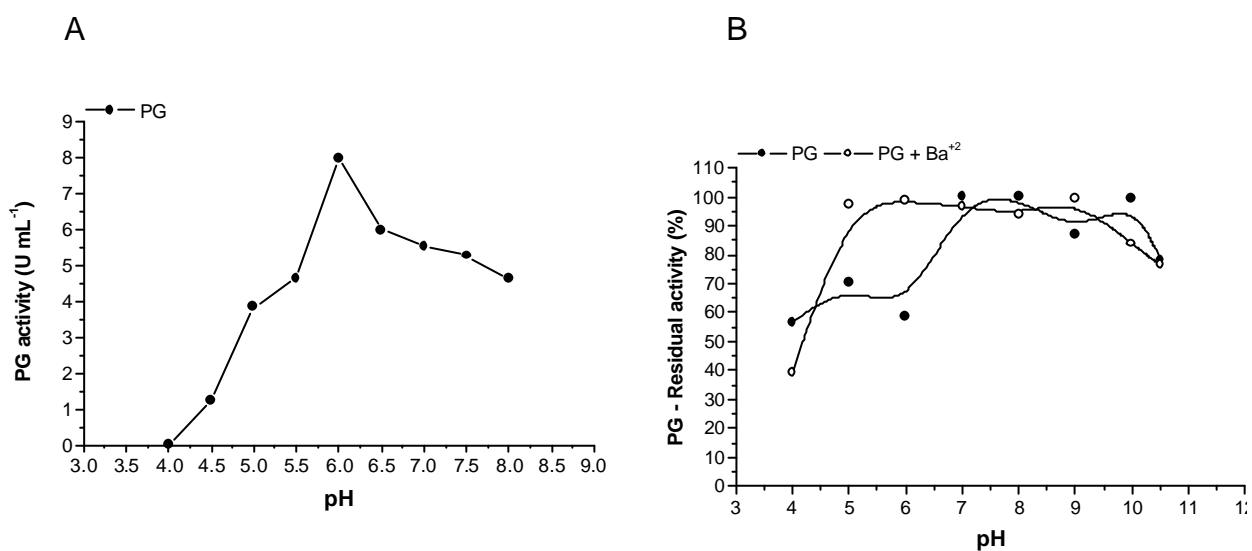 A
PG
PG activity (U mL⁻¹)
9
8
7
6
5
4
3
2
1
0
3.0 3.5 4.0 4.5 5.0 5.5 6.0 6.5 7.0 7.5 8.0 8.5 9.0
pH
B
PG PG + Ba⁺²
PG - Residual activity (%)
110
100
90
80
70
60
50
40
30
20
10
0
3 4 5 6 7 8 9 10 11 12
pH